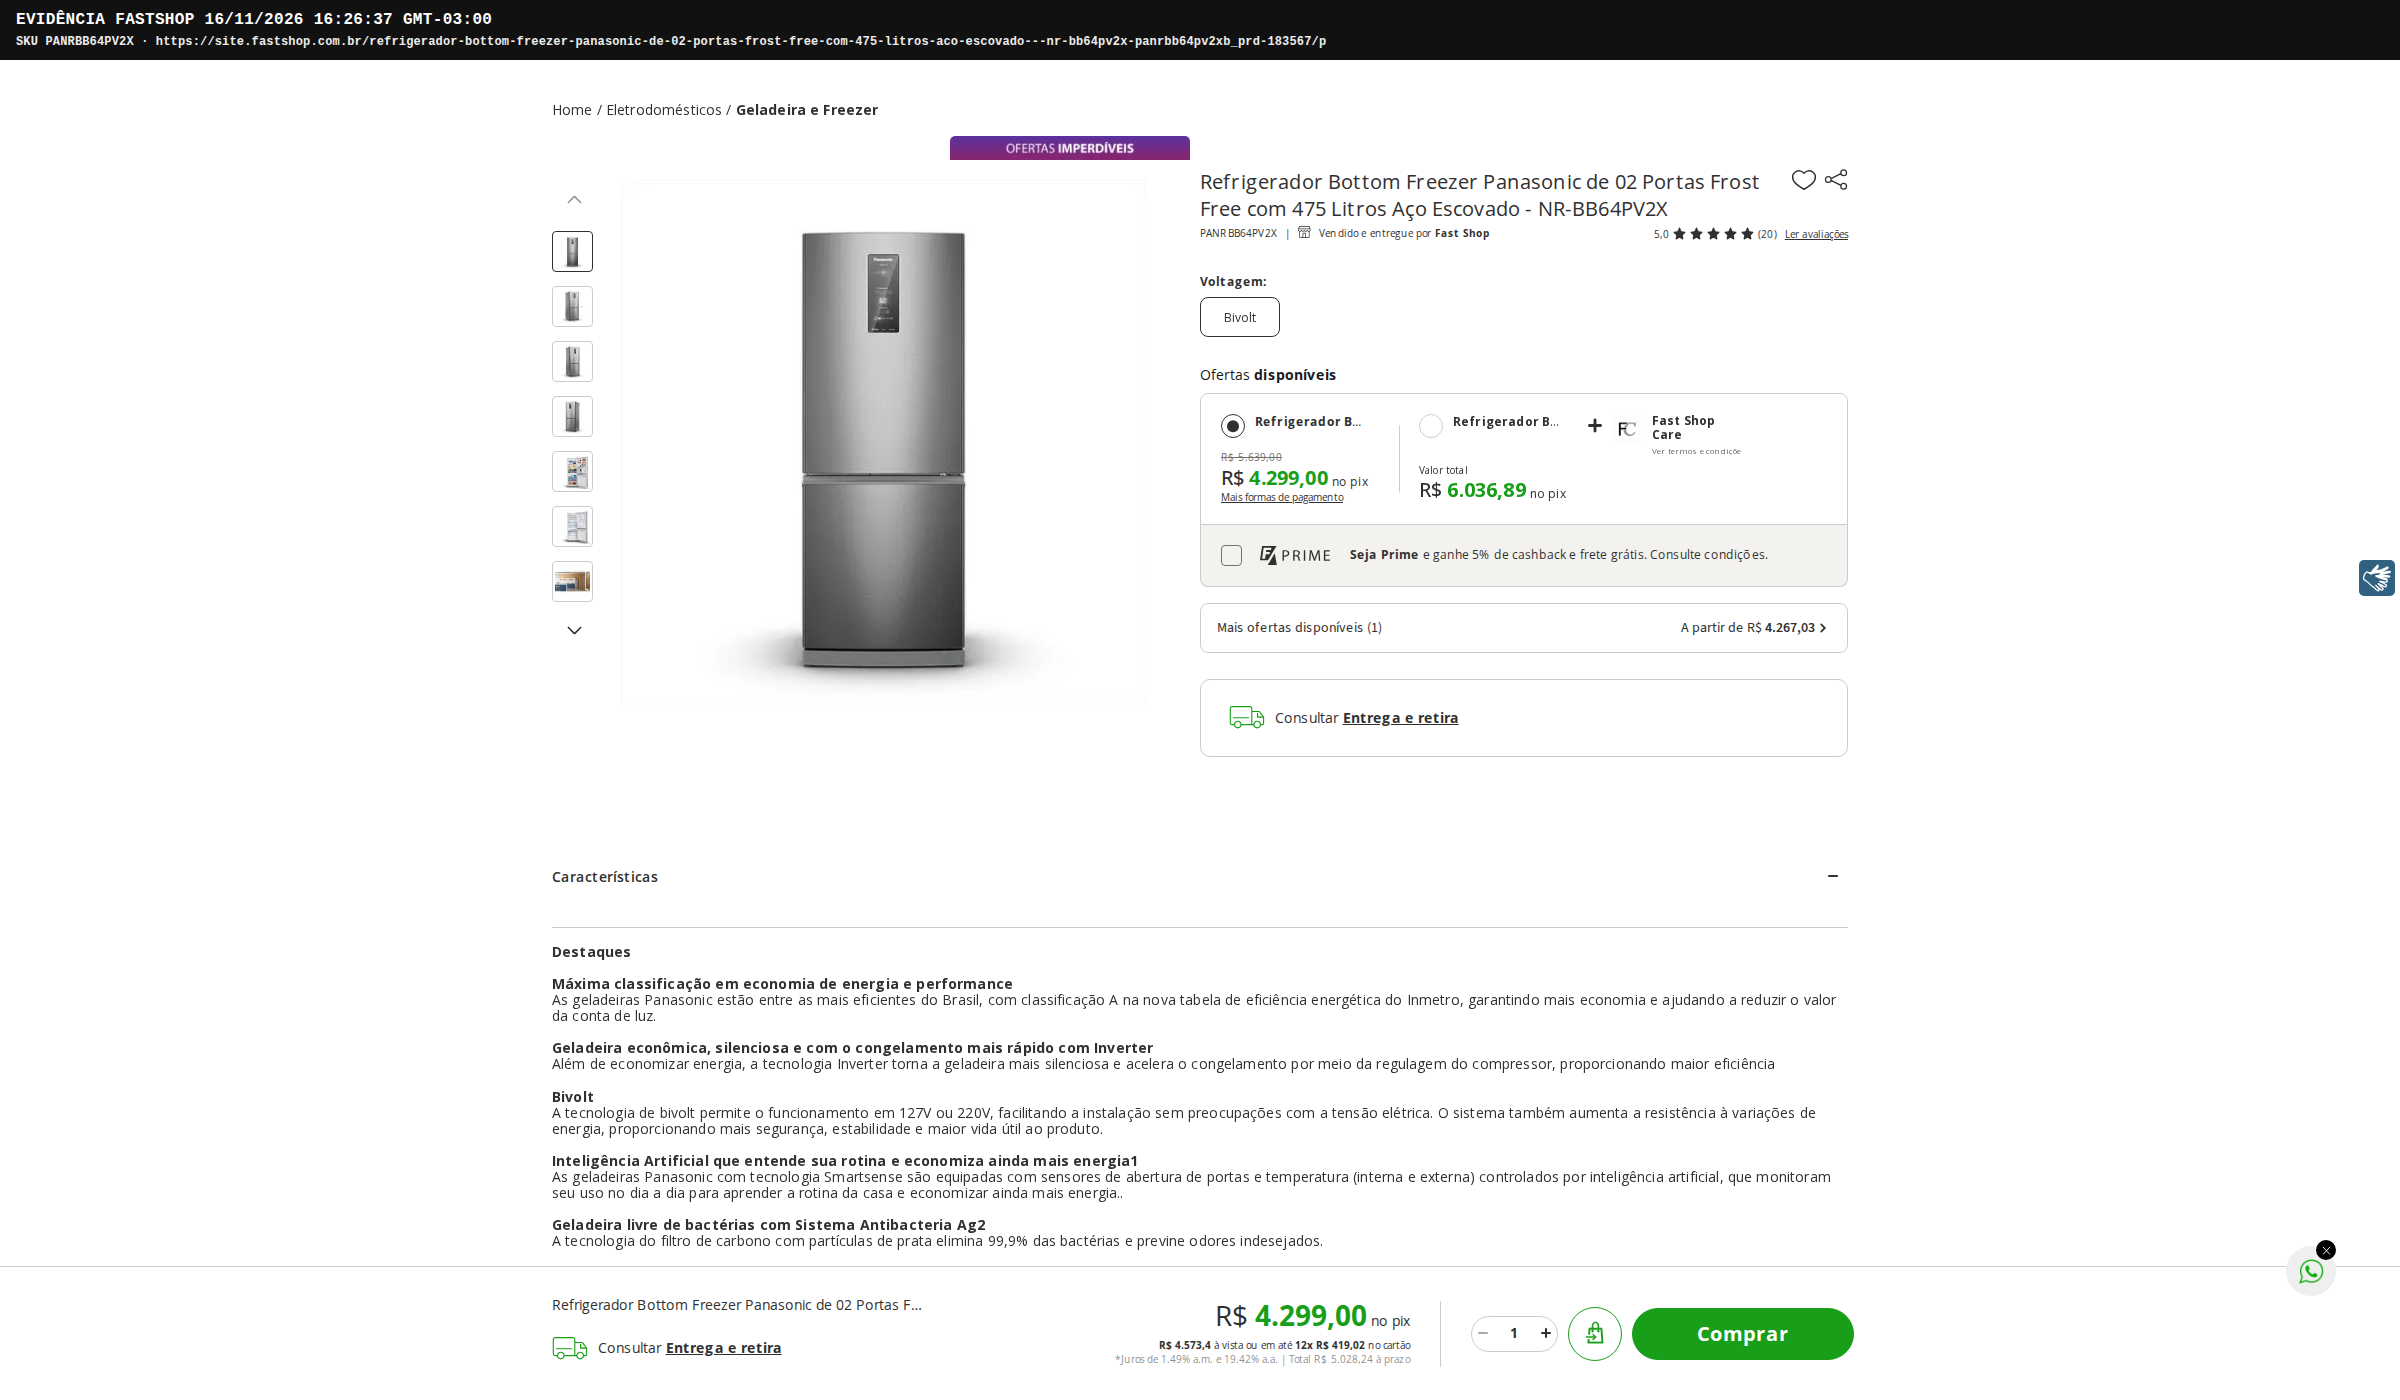 EVIDÊNCIA FASTSHOP 16/11/2026 16:26:37 GMT-03:00
SKU PANRBB64PV2X · https://site.fastshop.com.br/refrigerador-bottom-freezer-panasonic-de-02-portas-frost-free-com-475-litros-aco-escovado---nr-bb64pv2x-panrbb64pv2xb_prd-183567/p
Home / Eletrodomésticos / Geladeira e Freezer
OFERTAS IMPERDÍVEIS
Refrigerador Bottom Freezer Panasonic de 02 Portas Frost
Free com 475 Litros Aço Escovado - NR-BB64PV2X
PANRBB64PV2X | Vendido e entregue por Fast Shop
5,0 (20) Ler avaliações
Voltagem:
Bivolt
Ofertas disponíveis
Refrigerador B...
R$ 5.639,00
R$ 4.299,00 no pix
Mais formas de pagamento
Refrigerador B...
Valor total
R$ 6.036,89 no pix
+
FC
Fast Shop
Care
Ver termos e condiçõe
PRIME Seja Prime e ganhe 5% de cashback e frete grátis. Consulte condições.
Mais ofertas disponíveis (1)
A partir de R$ 4.267,03
Consultar Entrega e retira
Panasonic
Características
Destaques
Máxima classificação em economia de energia e performance
As geladeiras Panasonic estão entre as mais eficientes do Brasil, com classificação A na nova tabela de eficiência energética do Inmetro, garantindo mais economia e ajudando a reduzir o valor
da conta de luz.
Geladeira econômica, silenciosa e com o congelamento mais rápido com Inverter
Além de economizar energia, a tecnologia Inverter torna a geladeira mais silenciosa e acelera o congelamento por meio da regulagem do compressor, proporcionando maior eficiência
Bivolt
A tecnologia de bivolt permite o funcionamento em 127V ou 220V, facilitando a instalação sem preocupações com a tensão elétrica. O sistema também aumenta a resistência à variações de
energia, proporcionando mais segurança, estabilidade e maior vida útil ao produto.
Inteligência Artificial que entende sua rotina e economiza ainda mais energia1
As geladeiras Panasonic com tecnologia Smartsense são equipadas com sensores de abertura de portas e temperatura (interna e externa) controlados por inteligência artificial, que monitoram
seu uso no dia a dia para aprender a rotina da casa e economizar ainda mais energia..
Geladeira livre de bactérias com Sistema Antibacteria Ag2
A tecnologia do filtro de carbono com partículas de prata elimina 99,9% das bactérias e previne odores indesejados.
Refrigerador Bottom Freezer Panasonic de 02 Portas F...
Consultar Entrega e retira
R$ 4.299,00 no pix
R$ 4.573,4 à vista ou em até 12x R$ 419,02 no cartão
*Juros de 1.49% a.m. e 19.42% a.a. | Total R$ 5.028,24 à prazo
1
Comprar